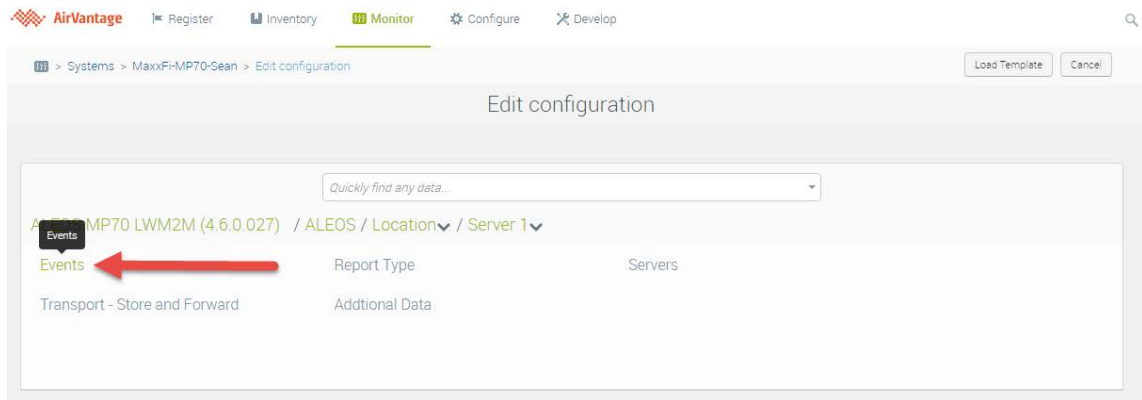 AirVantage Register Inventory Monitor Configure Develop
> Systems > MaxxFi-MP70-Sean > Edit configuration Load Template Cancel
Edit configuration
Quickly find any data...
MP70 LWM2M (4.6.0.027) / ALEOS / Location / Server 1
Events
Events Report Type Servers
Transport - Store and Forward Addtional Data